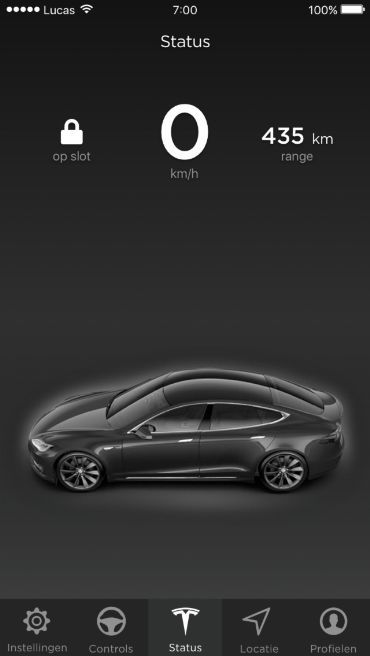 Lucas 7:00 100%
Status
0
435 km
op slot
range
km/h
Instellingen Controls Status Locatie Profielen